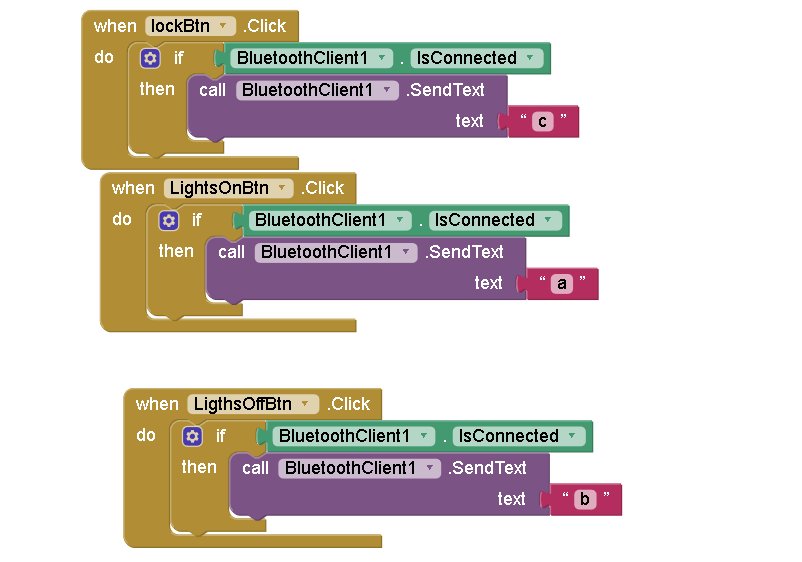 when lockBtn .Click
do if BluetoothClient1 . IsConnected
then call BluetoothClient1 .SendText
text “ c ”
when LightsOnBtn .Click
do if BluetoothClient1 . IsConnected
then call BluetoothClient1 .SendText
text “ a ”
when LigthsOffBtn .Click
do if BluetoothClient1 . IsConnected
then call BluetoothClient1 .SendText
text “ b ”